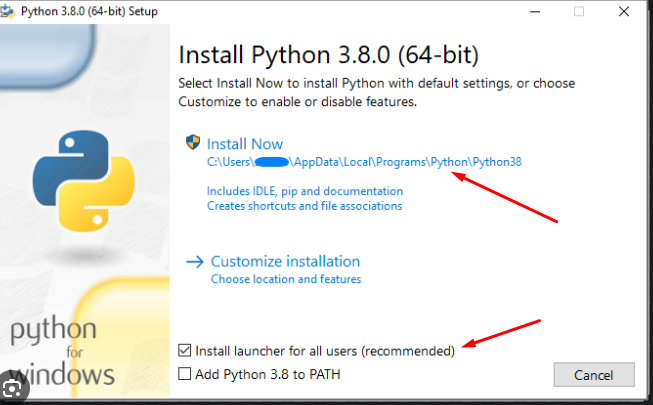 Python 3.8.0 (64-bit) Setup
Install Python 3.8.0 (64-bit)
Select Install Now to install Python with default settings, or choose
Customize to enable or disable features.
Install Now
C:\Users\ \AppData\Local\Programs\Python\Python38
Includes IDLE, pip and documentation
Creates shortcuts and file associations
Customize installation
Choose location and features
python
for
windows
Install launcher for all users (recommended)
Add Python 3.8 to PATH
Cancel